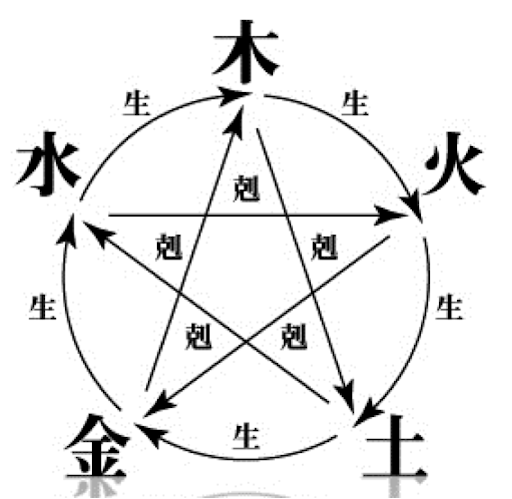 木
生 生
水 火
剋
剋 剋
生 生
剋 剋
金 生 土